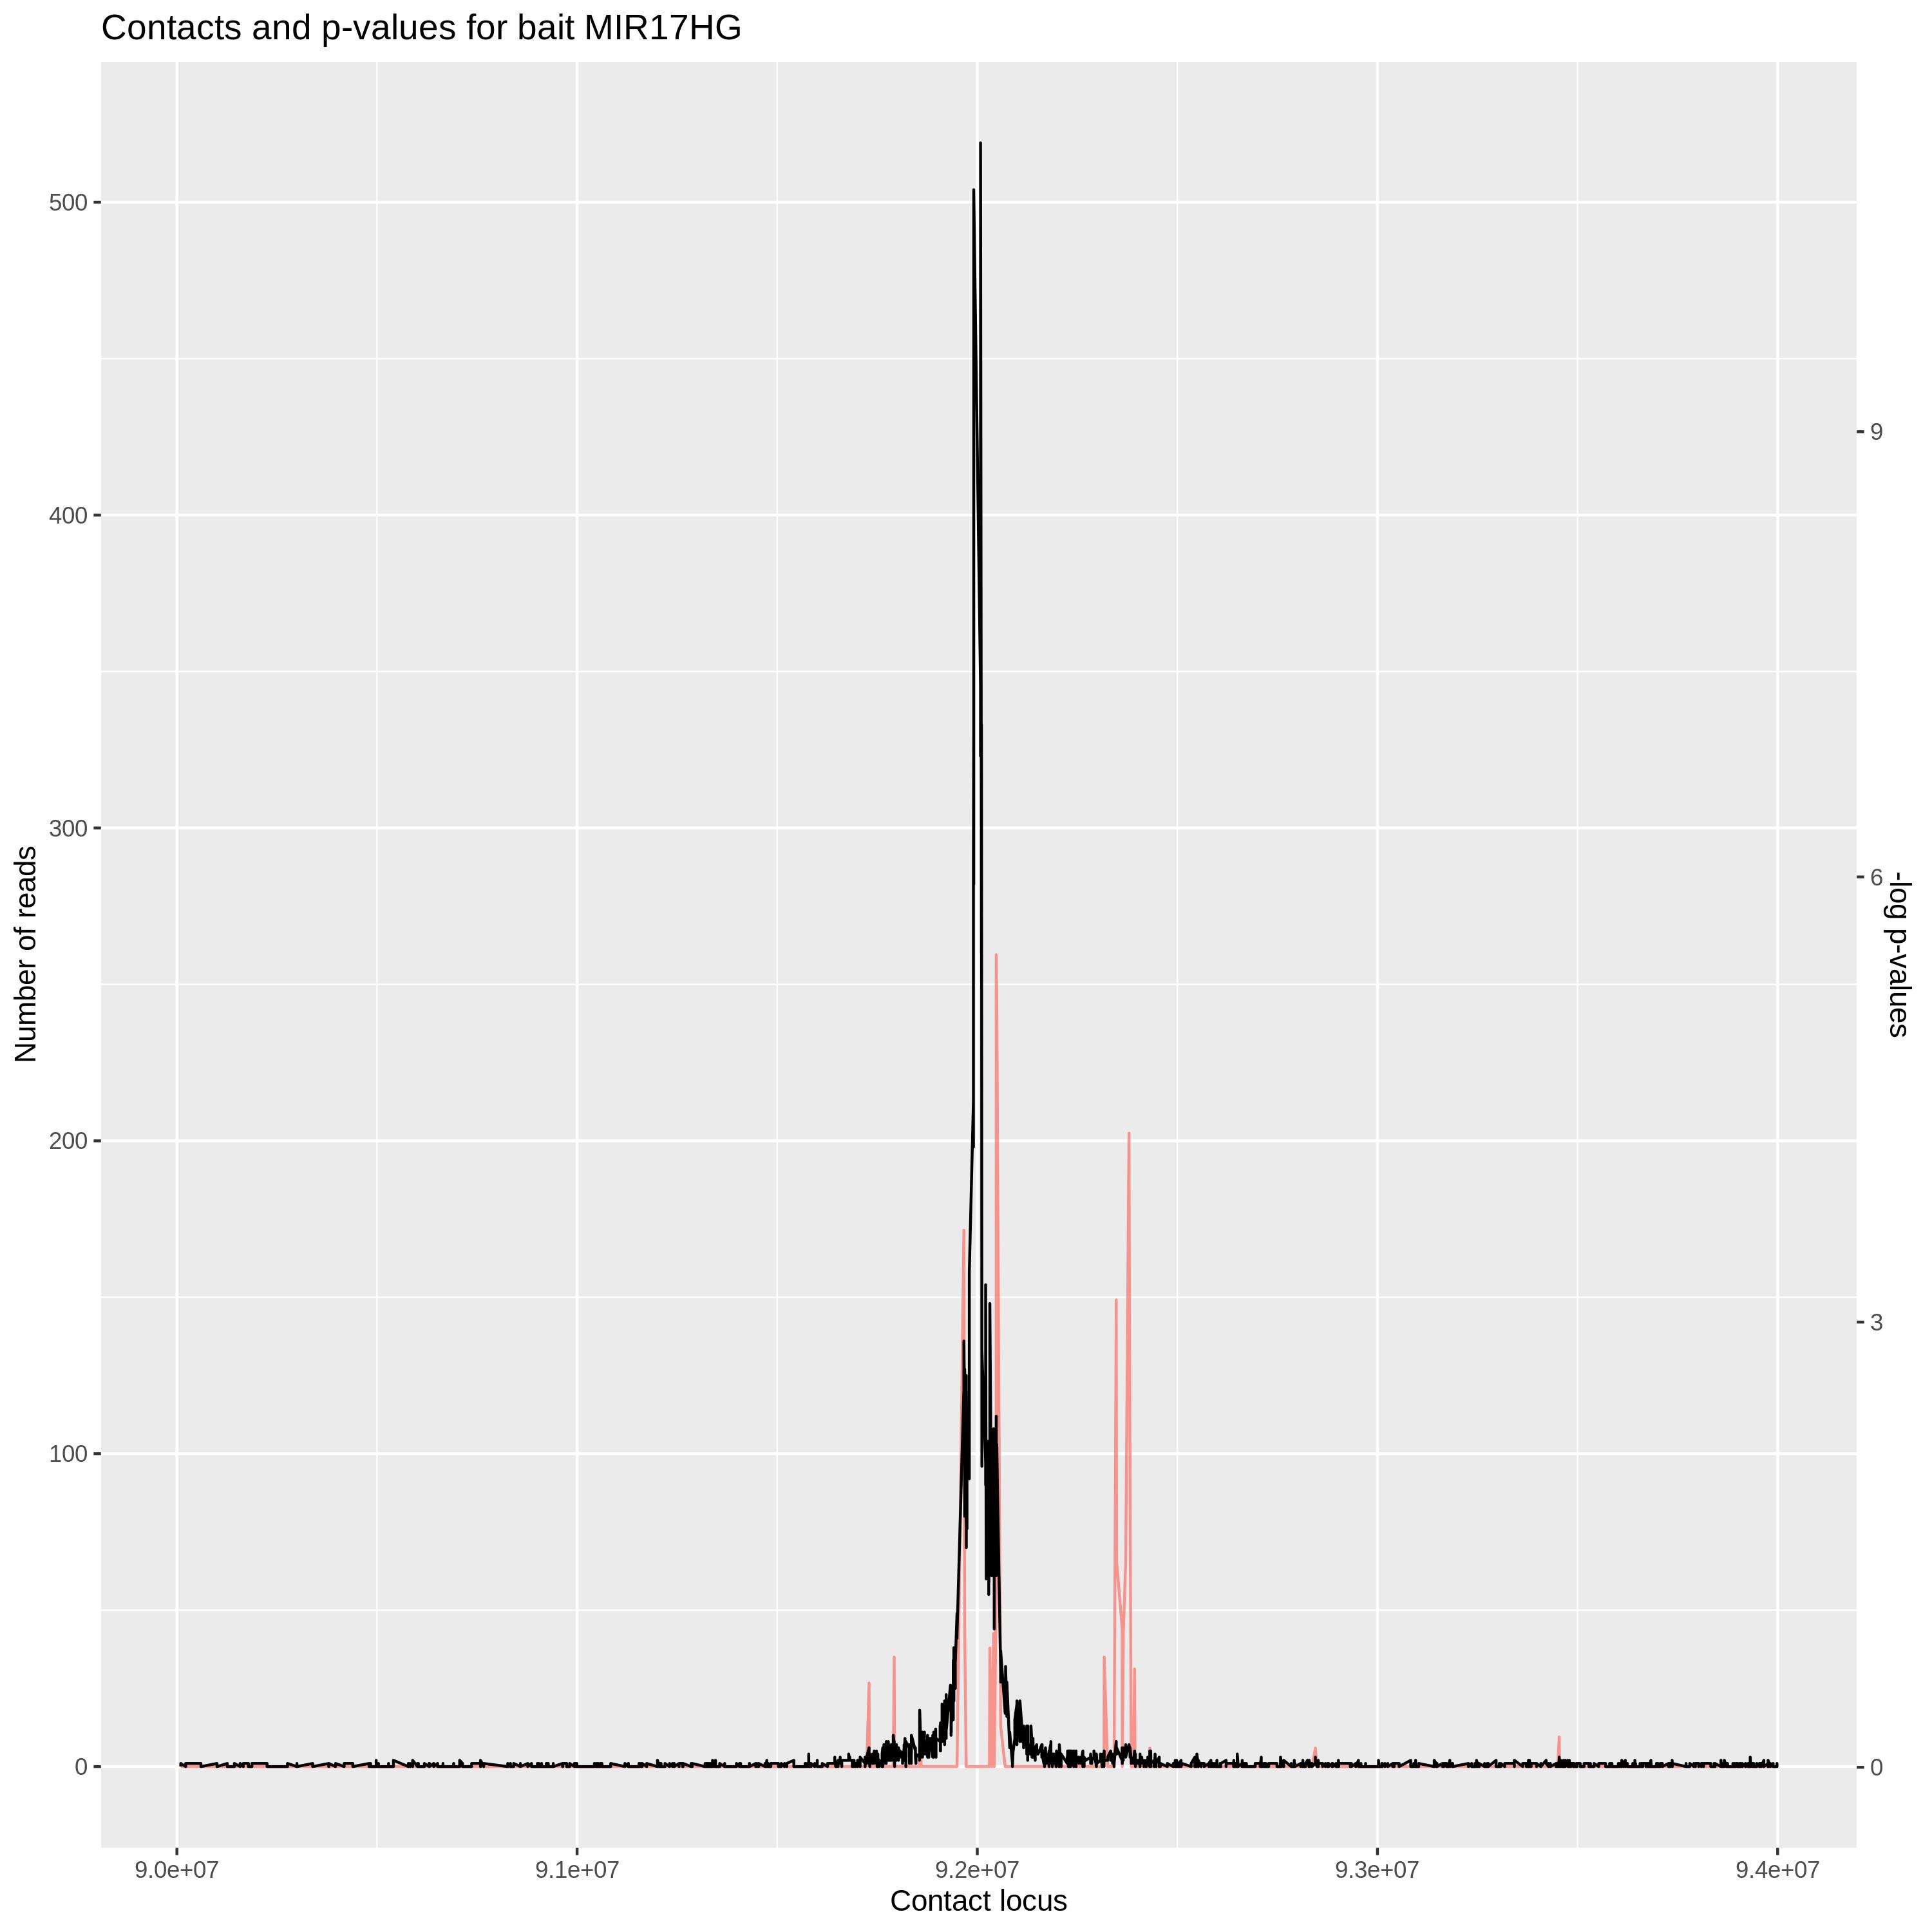 Contacts and p-values for bait MIR17HG
500
400
300
200
100
0
Number of reads
9
6
3
0
-log p-values
9.0e+07
9.1e+07
9.2e+07
9.3e+07
9.4e+07
Contact locus